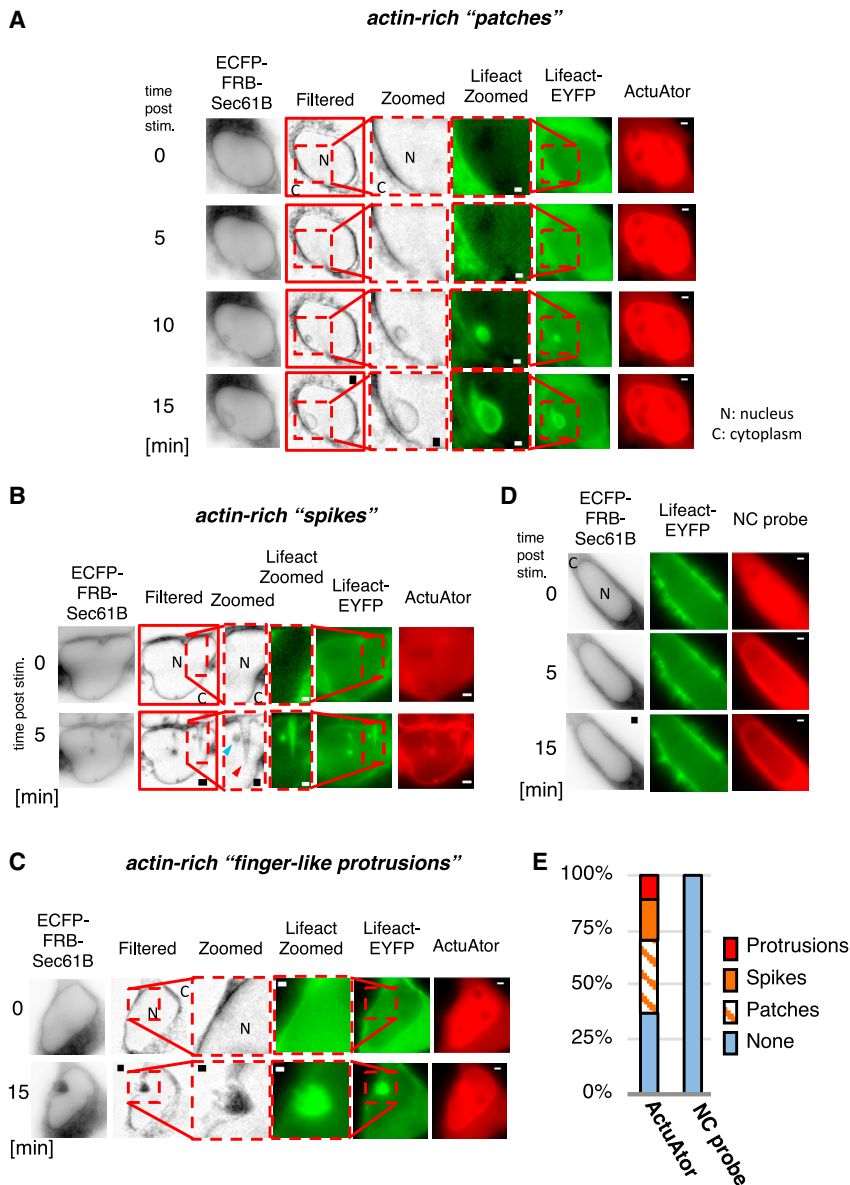 A
actin-rich “patches”
time
post
stim.
ECFP-
FRB-
Sec61B
Filtered
Zoomed
Lifeact
Zoomed
Lifeact-
EYFP
ActuAtor
0
N
C
N
C
5
10
15
[min]
N: nucleus
C: cytoplasm
B
actin-rich “spikes”
ECFP-
FRB-
Sec61B
Filtered
Zoomed
Lifeact
Zoomed
Lifeact-
EYFP
ActuAtor
time post stim.
0
N
C
N
C
5
[min]
C
actin-rich “finger-like protrusions”
ECFP-
FRB-
Sec61B
Filtered
Zoomed
Lifeact
Zoomed
Lifeact-
EYFP
ActuAtor
0
N
C
N
15
[min]
D
time
post
stim.
ECFP-
FRB-
Sec61B
Lifeact-
EYFP
NC probe
0
C
N
5
15
[min]
E
100%
75%
50%
25%
0%
ActuAtor
NC probe
Protrusions
Spikes
Patches
None